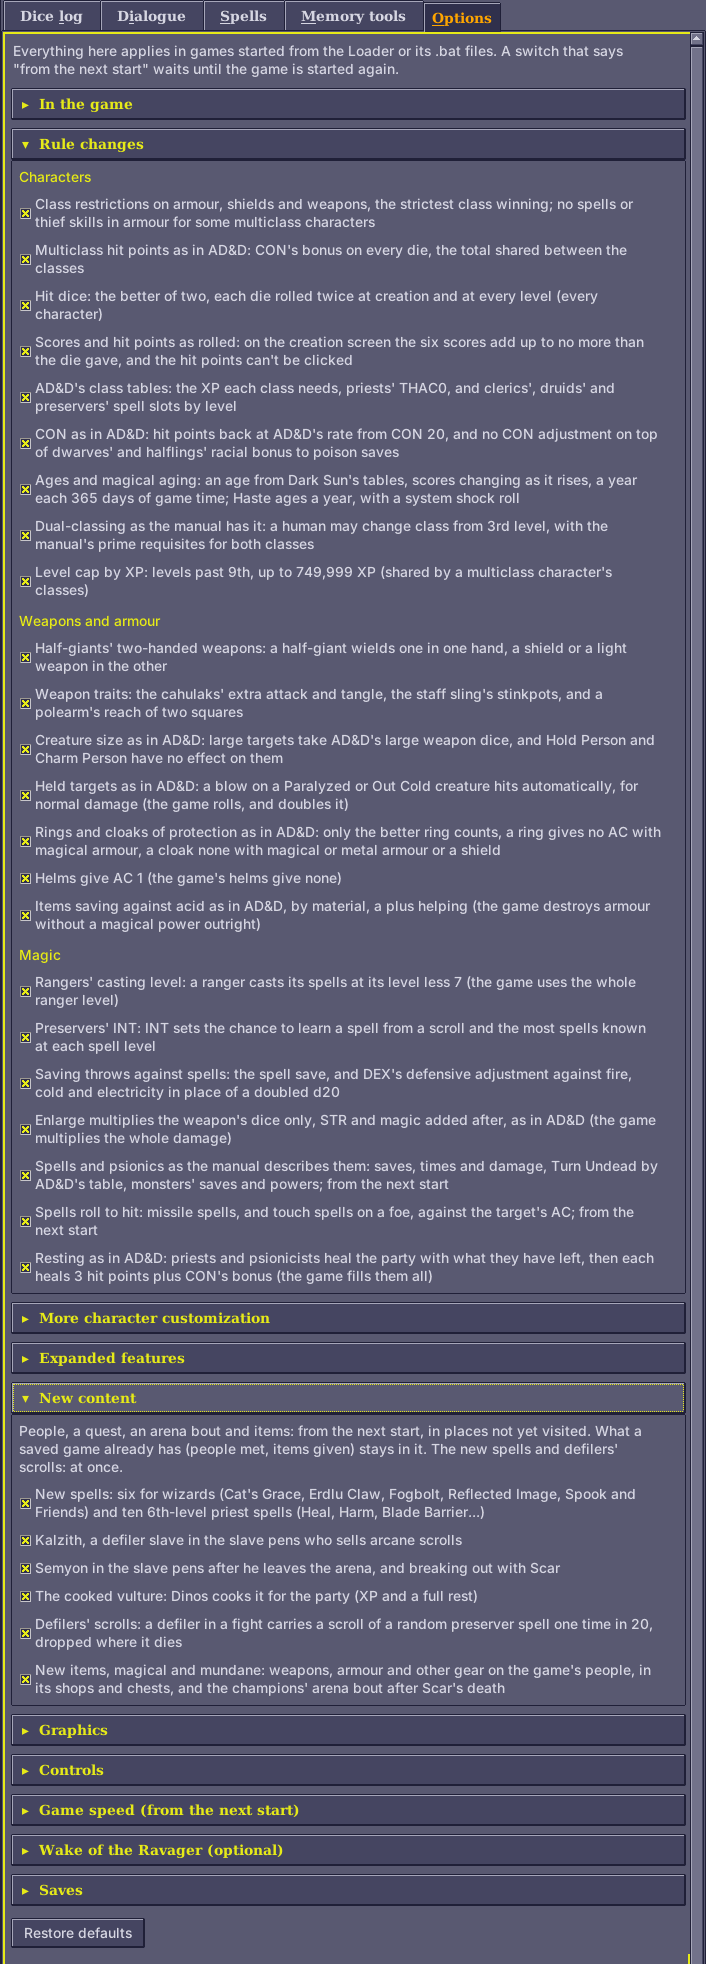 Dice log
Dialogue
Spells
Memory tools
Options
Everything here applies in games started from the Loader or its .bat files. A switch that says
"from the next start" waits until the game is started again.
▸ In the game
▾ Rule changes
Characters
Class restrictions on armour, shields and weapons, the strictest class winning; no spells or
thief skills in armour for some multiclass characters
Multiclass hit points as in AD&D: CON's bonus on every die, the total shared between the
classes
Hit dice: the better of two, each die rolled twice at creation and at every level (every
character)
Scores and hit points as rolled: on the creation screen the six scores add up to no more than
the die gave, and the hit points can't be clicked
AD&D's class tables: the XP each class needs, priests' THAC0, and clerics', druids' and
preservers' spell slots by level
CON as in AD&D: hit points back at AD&D's rate from CON 20, and no CON adjustment on top
of dwarves' and halflings' racial bonus to poison saves
Ages and magical aging: an age from Dark Sun's tables, scores changing as it rises, a year
each 365 days of game time; Haste ages a year, with a system shock roll
Dual-classing as the manual has it: a human may change class from 3rd level, with the
manual's prime requisites for both classes
Level cap by XP: levels past 9th, up to 749,999 XP (shared by a multiclass character's
classes)
Weapons and armour
Half-giants' two-handed weapons: a half-giant wields one in one hand, a shield or a light
weapon in the other
Weapon traits: the cahulaks' extra attack and tangle, the staff sling's stinkpots, and a
polearm's reach of two squares
Creature size as in AD&D: large targets take AD&D's large weapon dice, and Hold Person and
Charm Person have no effect on them
Held targets as in AD&D: a blow on a Paralyzed or Out Cold creature hits automatically, for
normal damage (the game rolls, and doubles it)
Rings and cloaks of protection as in AD&D: only the better ring counts, a ring gives no AC with
magical armour, a cloak none with magical or metal armour or a shield
Helms give AC 1 (the game's helms give none)
Items saving against acid as in AD&D, by material, a plus helping (the game destroys armour
without a magical power outright)
Magic
Rangers' casting level: a ranger casts its spells at its level less 7 (the game uses the whole
ranger level)
Preservers' INT: INT sets the chance to learn a spell from a scroll and the most spells known
at each spell level
Saving throws against spells: the spell save, and DEX's defensive adjustment against fire,
cold and electricity in place of a doubled d20
Enlarge multiplies the weapon's dice only, STR and magic added after, as in AD&D (the game
multiplies the whole damage)
Spells and psionics as the manual describes them: saves, times and damage, Turn Undead by
AD&D's table, monsters' saves and powers; from the next start
Spells roll to hit: missile spells, and touch spells on a foe, against the target's AC; from the
next start
Resting as in AD&D: priests and psionicists heal the party with what they have left, then each
heals 3 hit points plus CON's bonus (the game fills them all)
▸ More character customization
▸ Expanded features
▾ New content
People, a quest, an arena bout and items: from the next start, in places not yet visited. What a
saved game already has (people met, items given) stays in it. The new spells and defilers'
scrolls: at once.
New spells: six for wizards (Cat's Grace, Erdlu Claw, Fogbolt, Reflected Image, Spook and
Friends) and ten 6th-level priest spells (Heal, Harm, Blade Barrier...)
Kalzith, a defiler slave in the slave pens who sells arcane scrolls
Semyon in the slave pens after he leaves the arena, and breaking out with Scar
The cooked vulture: Dinos cooks it for the party (XP and a full rest)
Defilers' scrolls: a defiler in a fight carries a scroll of a random preserver spell one time in 20,
dropped where it dies
New items, magical and mundane: weapons, armour and other gear on the game's people, in
its shops and chests, and the champions' arena bout after Scar's death
▸ Graphics
▸ Controls
▸ Game speed (from the next start)
▸ Wake of the Ravager (optional)
▸ Saves
Restore defaults